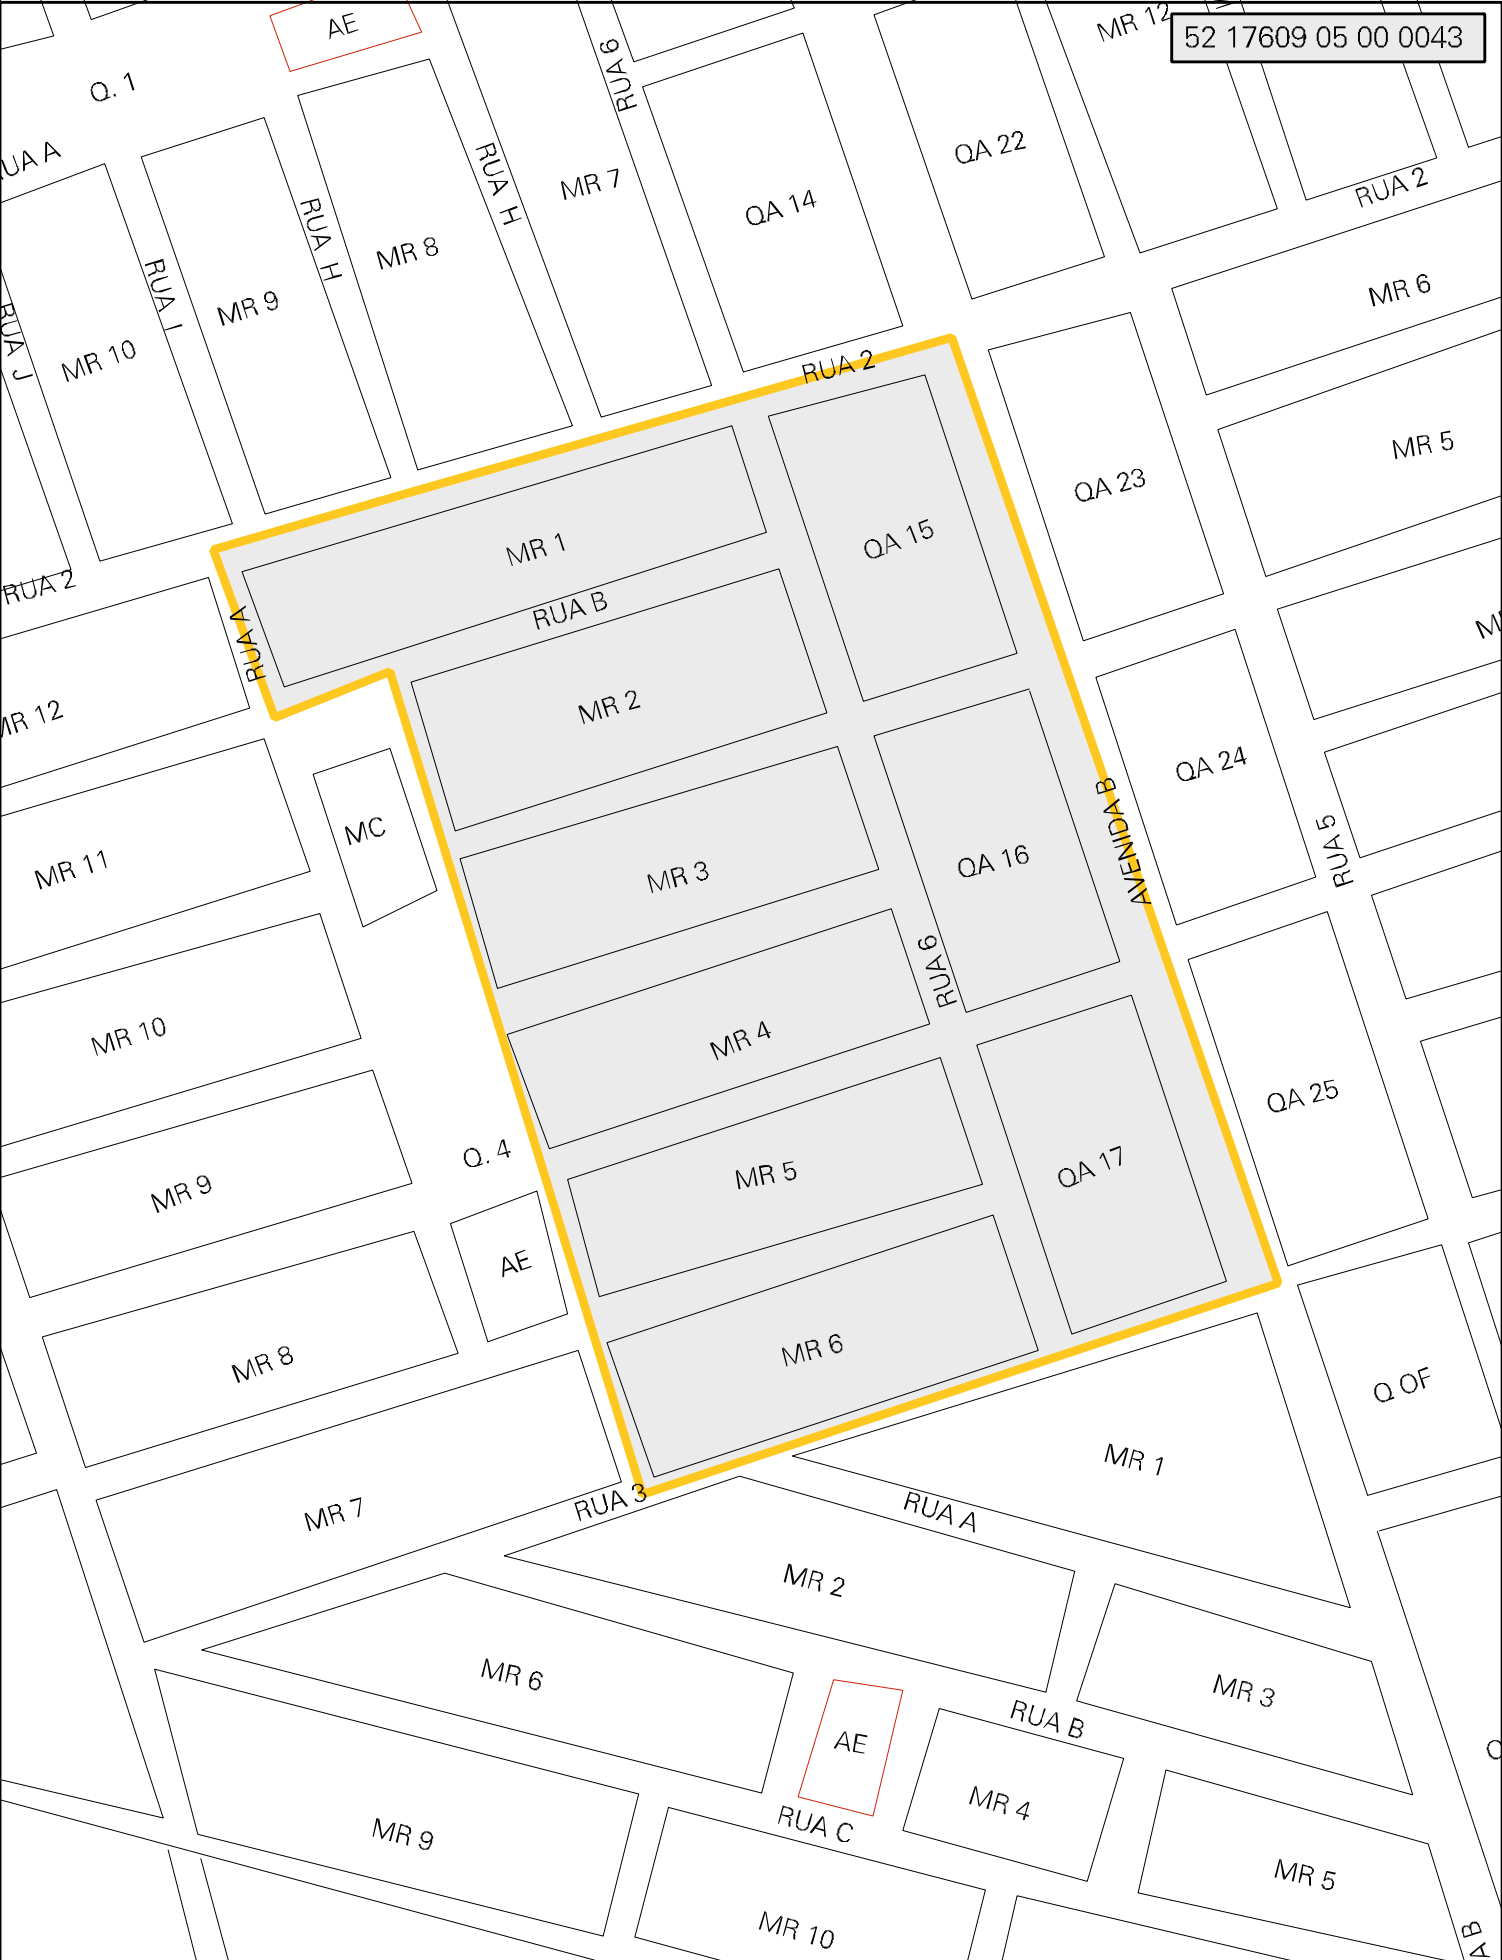 AE
MR 12
52 17609 05 00 0043
Q. 1
RUA 6
RUA A
RUA H
MR 7
QA 14
QA 22
RUA 2
RUA H
MR 8
MR 9
RUA I
MR 10
RUA J
MR 6
RUA 2
MR 5
QA 23
QA 15
MR 1
RUA 2
RUA B
RUA A
MR 2
MR 12
QA 24
AVENIDA B
RUA 5
MC
MR 11
MR 3
QA 16
RUA 6
MR 10
MR 4
QA 25
Q. 4
MR 5
QA 17
MR 9
AE
MR 8
MR 6
Q OF
MR 1
RUA 3
MR 7
RUA A
MR 2
MR 6
MR 3
RUA B
AE
MR 4
RUA C
MR 9
MR 5
MR 10